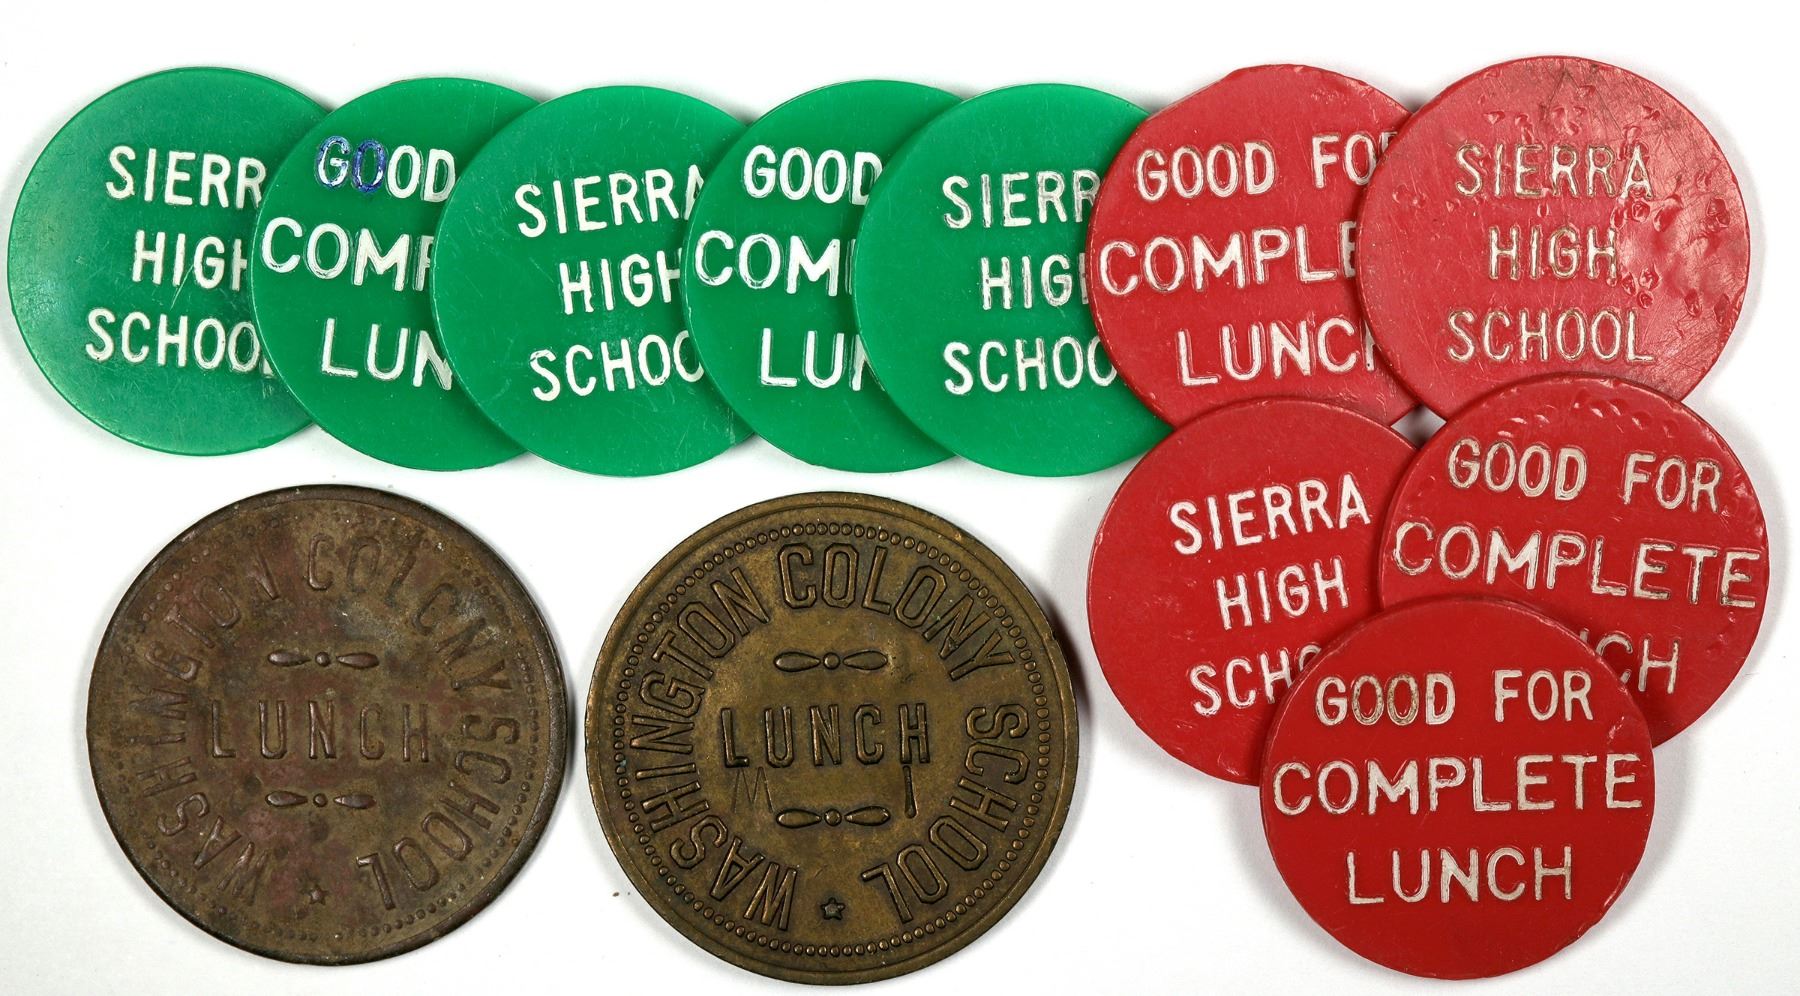 SIERR
HIGH
SCHOOL
GOOD
COMP
LUN
SIERRA
HIGH
SCHOO
GOOD
COM
LUN
SIERR
HIGH
SCHOO
GOOD FOR
COMPLE
LUNCH
SIERRA
HIGH
SCHOOL
SIERRA
HIGH
SCHO
GOOD FOR
COMPLETE
CH
GOOD FOR
COMPLETE
LUNCH
WASHINGTON COLONY SCHOOL
LUNCH
WASHINGTON COLONY SCHOOL
LUNCH
M